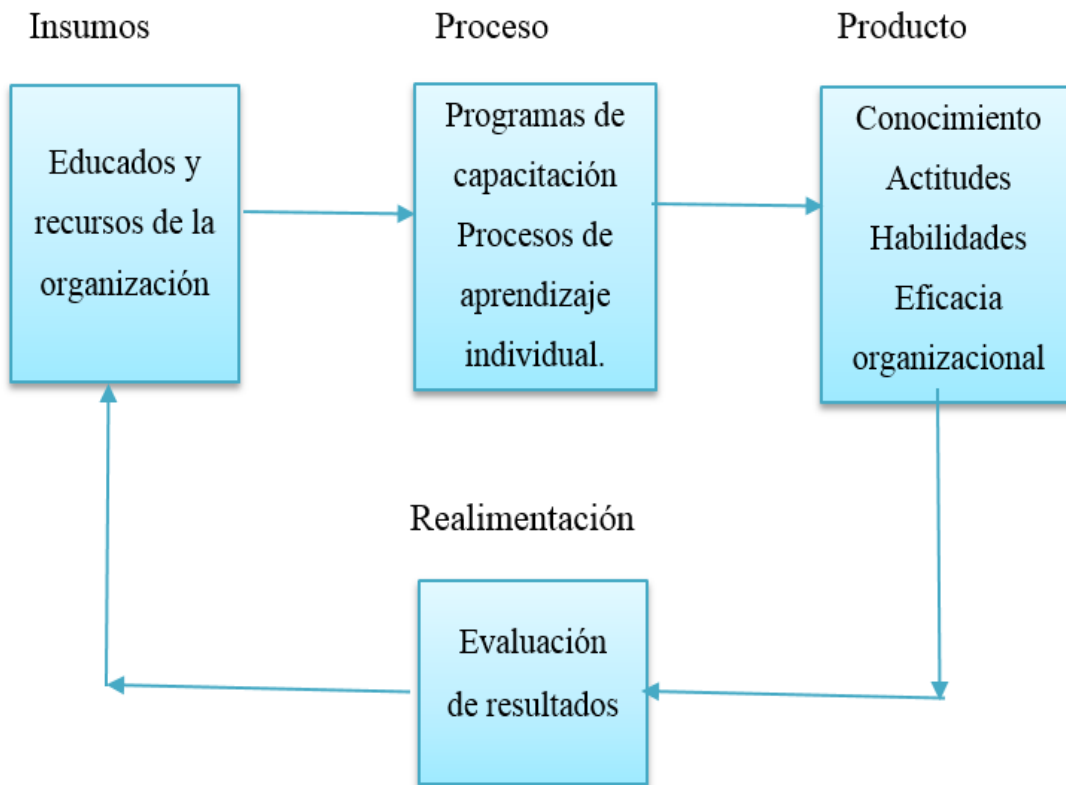 Insumos
Proceso
Producto
Educados y
recursos de la
organización
Programas de
capacitación
Procesos de
aprendizaje
individual.
Conocimiento
Actitudes
Habilidades
Eficacia
organizacional
Realimentación
Evaluación
de resultados